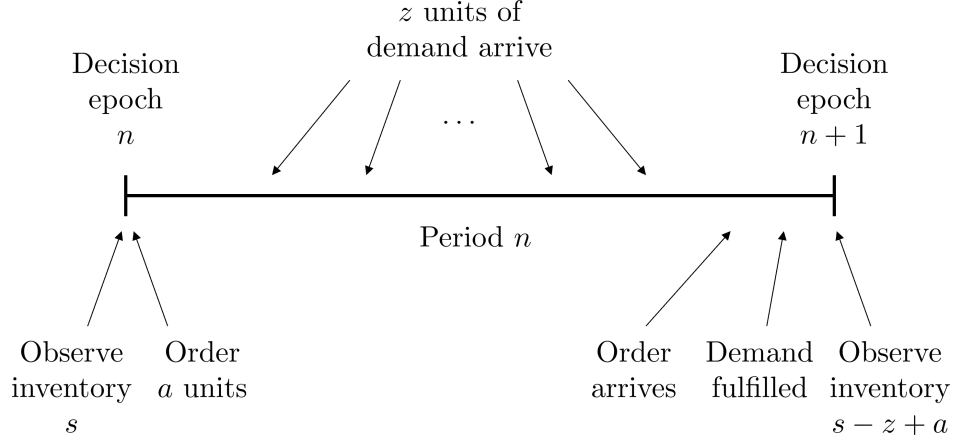 z units of
demand arrive
Decision
epoch
n
Decision
epoch
n + 1
...
Period n
Observe
inventory
s
Order
a units
Order
arrives
Demand
fulfilled
Observe
inventory
s − z + a